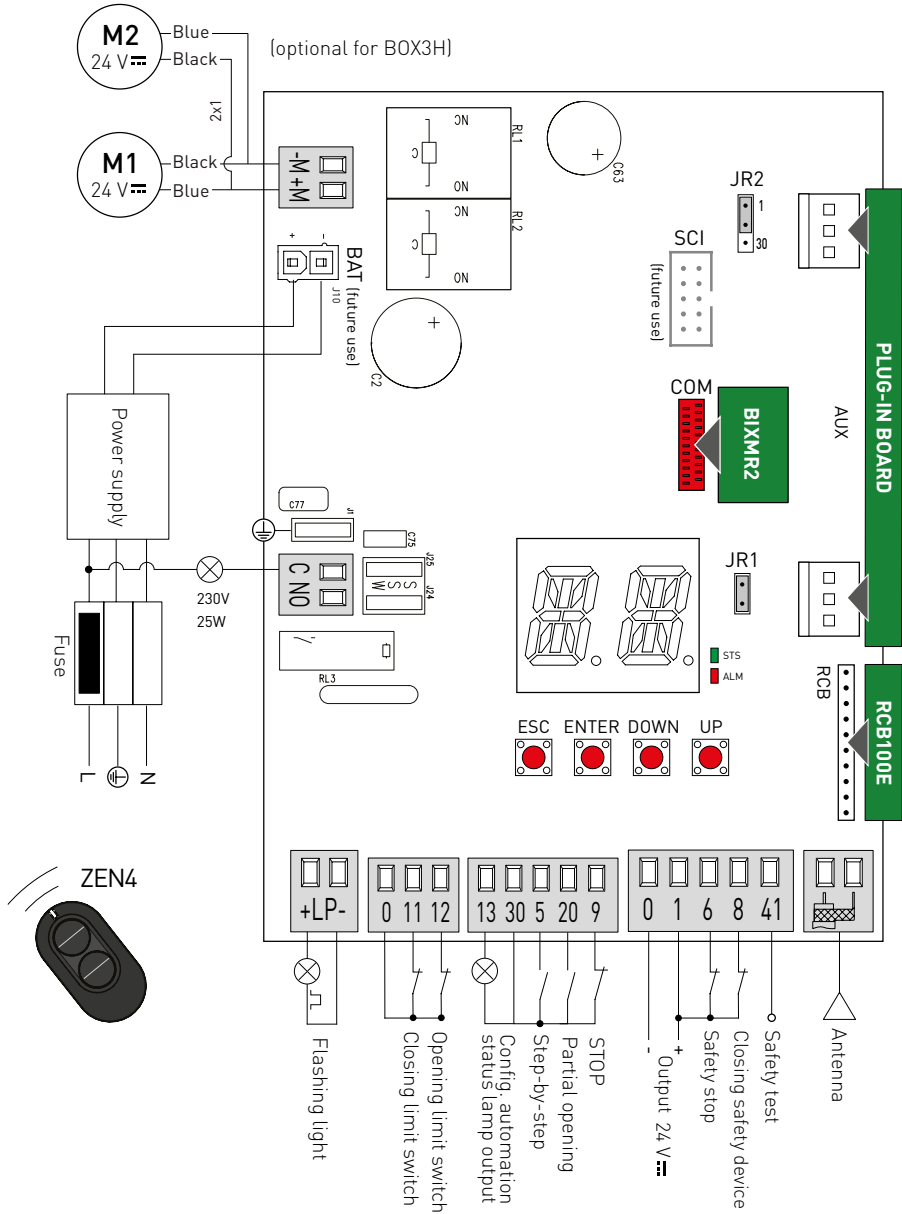 M2
24 V
Blue
Black
(optional for BOX3H)
2x1
M1
24 V
Black
Blue
-M +M
RL1
NC
C
NO
RL2
NC
C
NO
+
C63
JR2
1
30
SCI
(future use)
PLUG-IN BOARD
AUX
+ -
BAT (future use)
J10
+
C2
COM
BIXMR2
Power supply
C77
J1
C75
J25
J24
SSW
C NO
230V
25W
JR1
STS
ALM
Fuse
RL3
RCB
RCB100E
ESC
ENTER
DOWN
UP
L
N
ZEN4
+LP-
0 11 12
13 30 5 20 9
0 1 6 8 41
Flashing light
Closing limit switch
Opening limit switch
Config. automation
status lamp output
Step-by-step
Partial opening
STOP
-
+
Output 24 V
Safety stop
Closing safety device
Safety test
Antenna